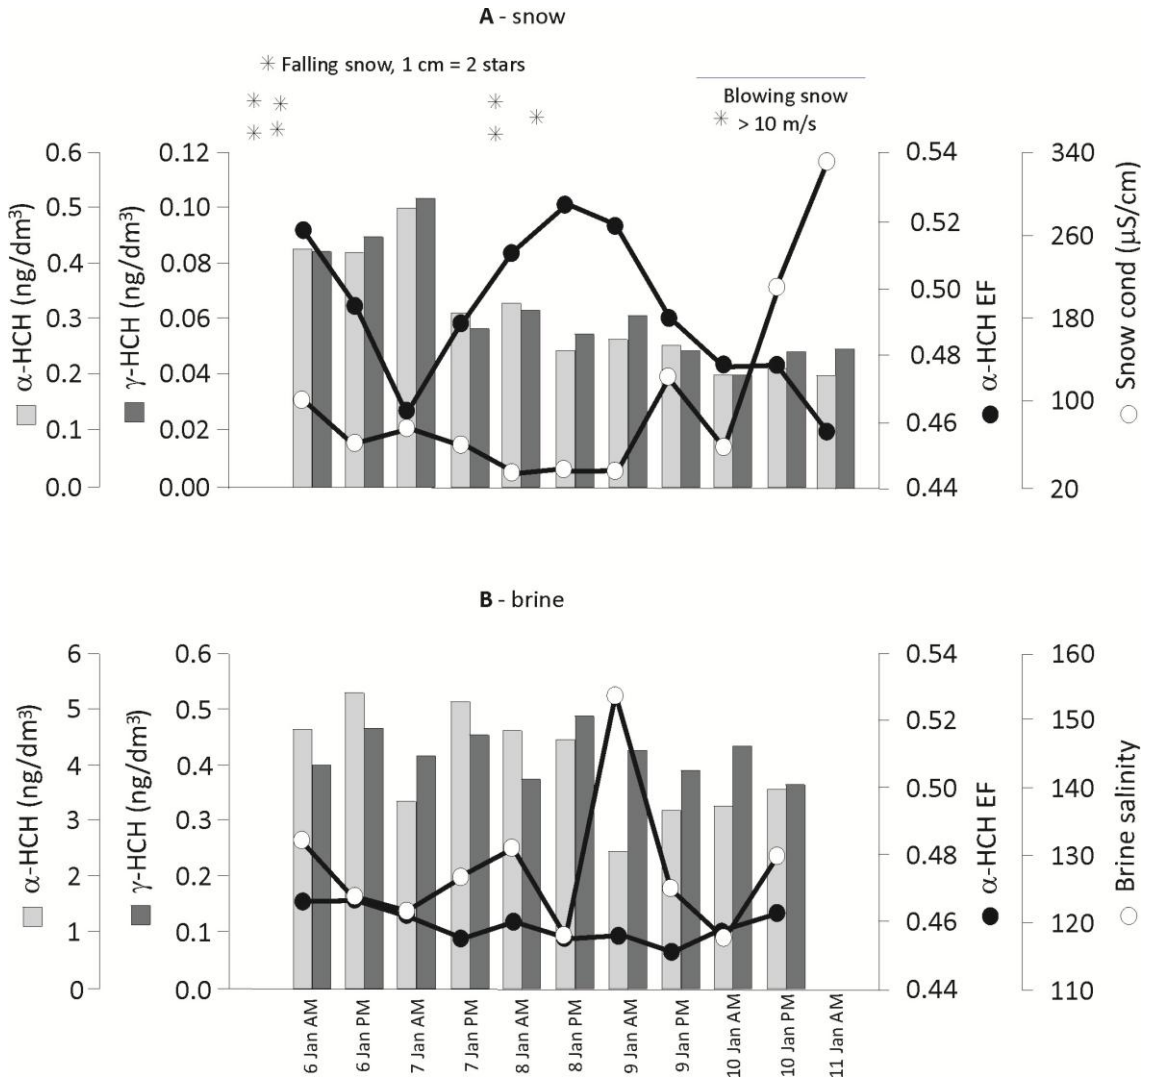 A - snow
Falling snow, 1 cm = 2 stars
Blowing snow
> 10 m/s
α-HCH (ng/dm³)
0.6
0.5
0.4
0.3
0.2
0.1
0.0
γ-HCH (ng/dm³)
0.12
0.10
0.08
0.06
0.04
0.02
0.00
0.54
0.52
0.50
0.48
0.46
0.44
α-HCH EF
340
260
180
100
20
Snow cond (µS/cm)
B - brine
α-HCH (ng/dm³)
6
5
4
3
2
1
0
γ-HCH (ng/dm³)
0.6
0.5
0.4
0.3
0.2
0.1
0.0
0.54
0.52
0.50
0.48
0.46
0.44
α-HCH EF
160
150
140
130
120
110
Brine salinity
6 Jan AM
6 Jan PM
7 Jan AM
7 Jan PM
8 Jan AM
8 Jan PM
9 Jan AM
9 Jan PM
10 Jan AM
10 Jan PM
11 Jan AM